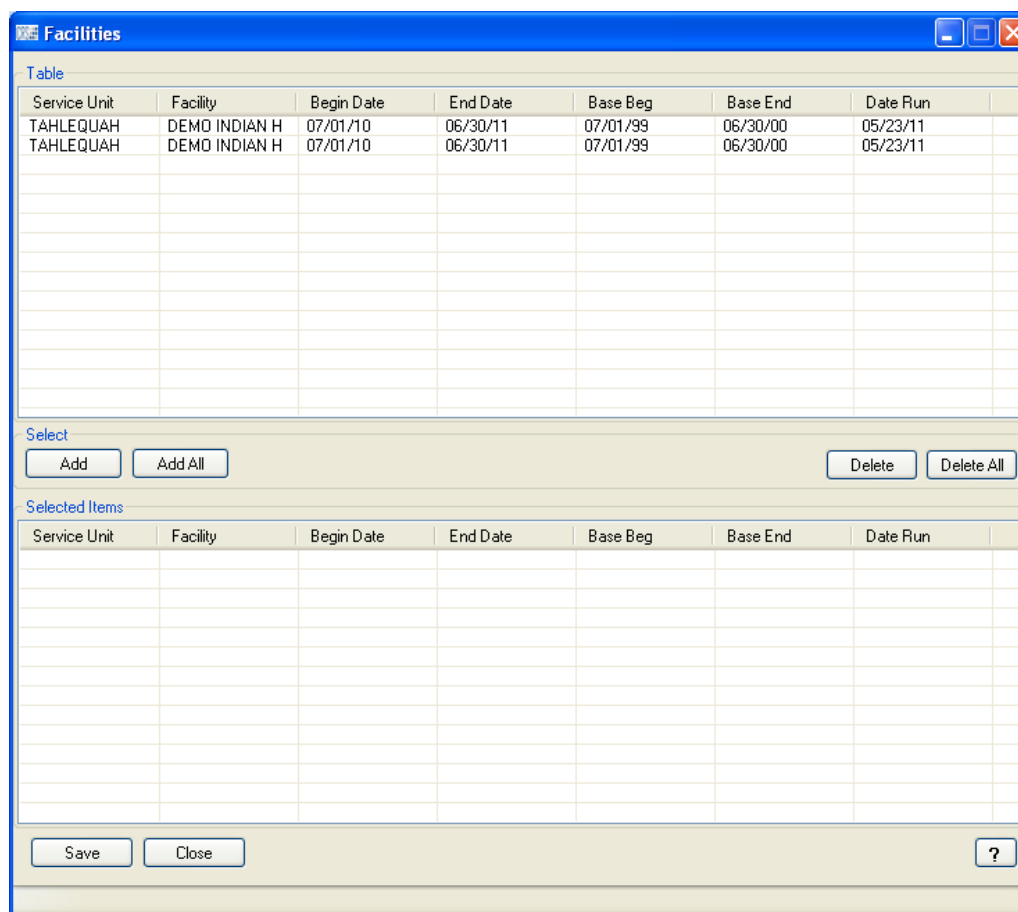 Facilities
Table
Service Unit Facility Begin Date End Date Base Beg Base End Date Run
TAHLEQUAH DEMO INDIAN H 07/01/10 06/30/11 07/01/99 06/30/00 05/23/11
TAHLEQUAH DEMO INDIAN H 07/01/10 06/30/11 07/01/99 06/30/00 05/23/11
Select
Add Add All Delete Delete All
Selected Items
Service Unit Facility Begin Date End Date Base Beg Base End Date Run
Save Close ?